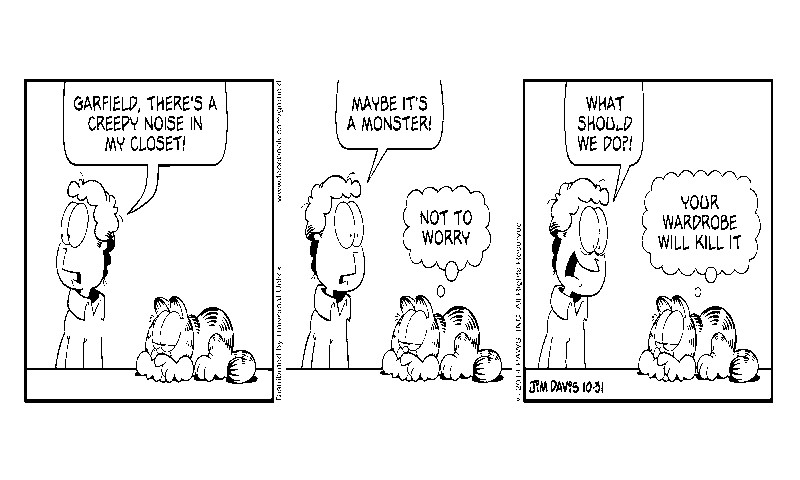 GARFIELD, THERE'S A
CREEPY NOISE IN
MY CLOSET!
MAYBE IT'S
A MONSTER!
NOT TO
WORRY
WHAT
SHOULD
WE DO?!
YOUR
WARDROBE
WILL KILL IT
JIM DAVIS 10·31